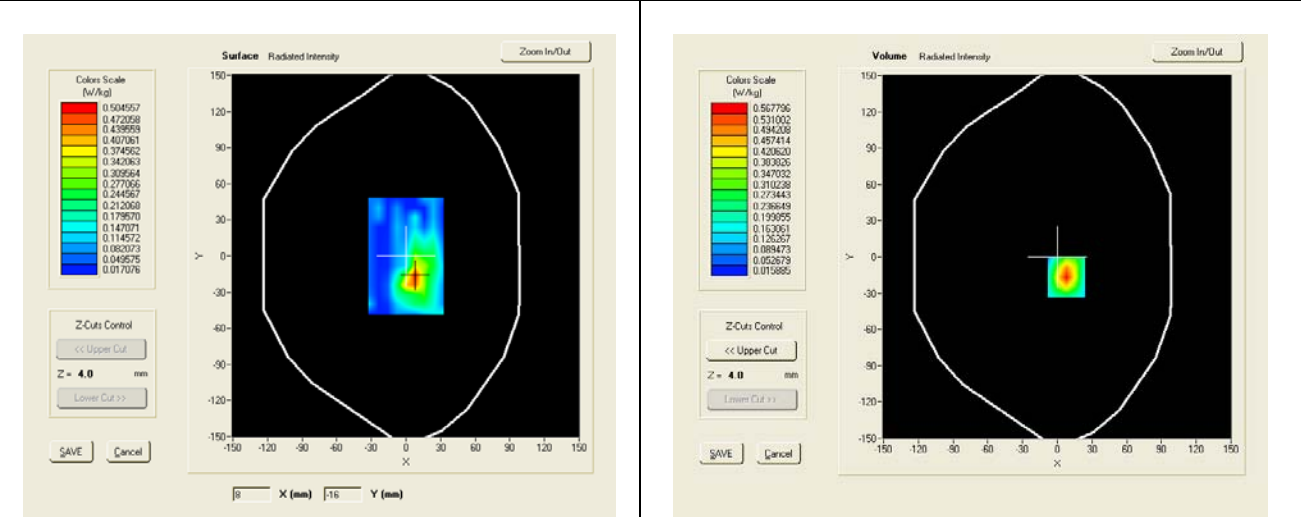 Surface Radiated Intensity
Zoom In/Out
Colors Scale
(W/kg)
0.504557
0.472058
0.439559
0.407061
0.374562
0.342063
0.309564
0.277066
0.244567
0.212068
0.179570
0.147071
0.114572
0.082073
0.049575
0.017076
150
120
90
60
30
0
-30
-60
-90
-120
-150
Y
-150 -120 -90 -60 -30 0 30 60 90 120 150
X
Z-Cuts Control
<< Upper Cut
Z = 4.0 mm
Lower Cut >>
SAVE Cancel
8 X (mm) -16 Y (mm)
Volume Radiated Intensity
Zoom In/Out
Colors Scale
(W/kg)
0.567796
0.531002
0.494208
0.457414
0.420620
0.383826
0.347032
0.310238
0.273443
0.236649
0.199855
0.163061
0.126267
0.089473
0.052679
0.015885
150
120
90
60
30
0
-30
-60
-90
-120
-150
Y
-150 -120 -90 -60 -30 0 30 60 90 120 150
X
Z-Cuts Control
<< Upper Cut
Z = 4.0 mm
Lower Cut >>
SAVE Cancel